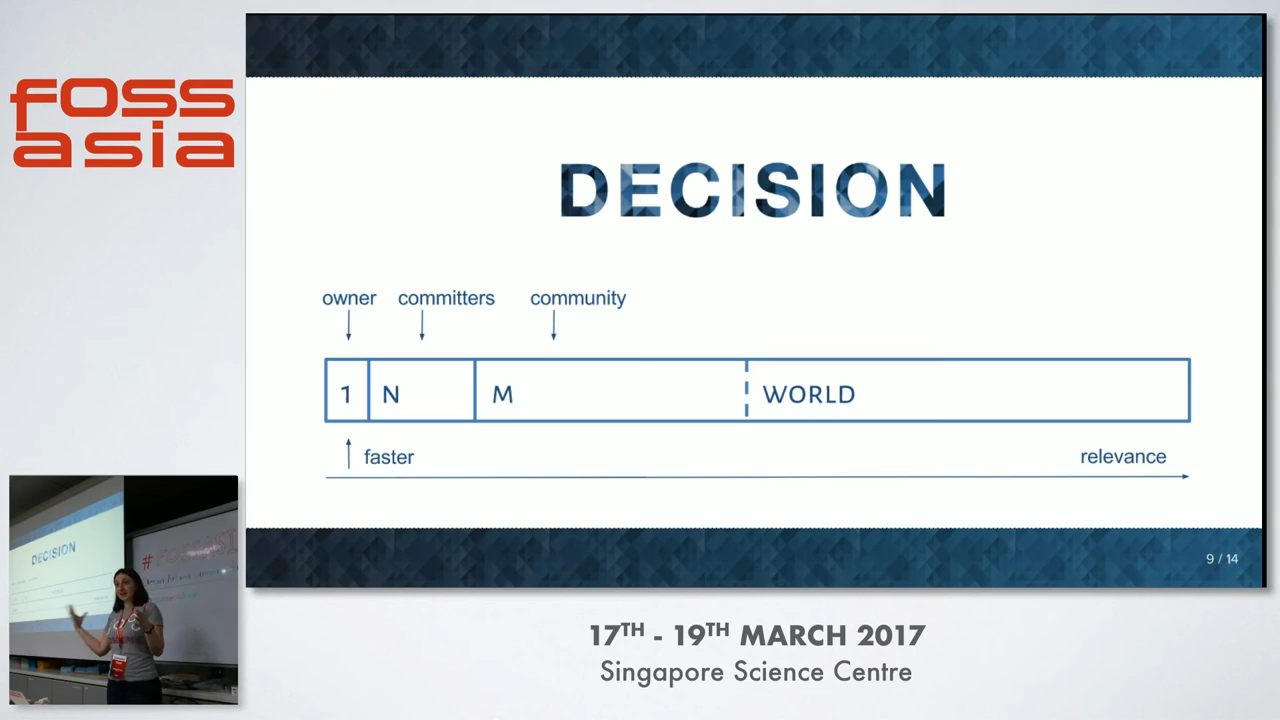 foss
asia
DECISION
owner committers community
1 N M WORLD
faster relevance
9 / 14
DECISION
17TH - 19TH MARCH 2017
Singapore Science Centre